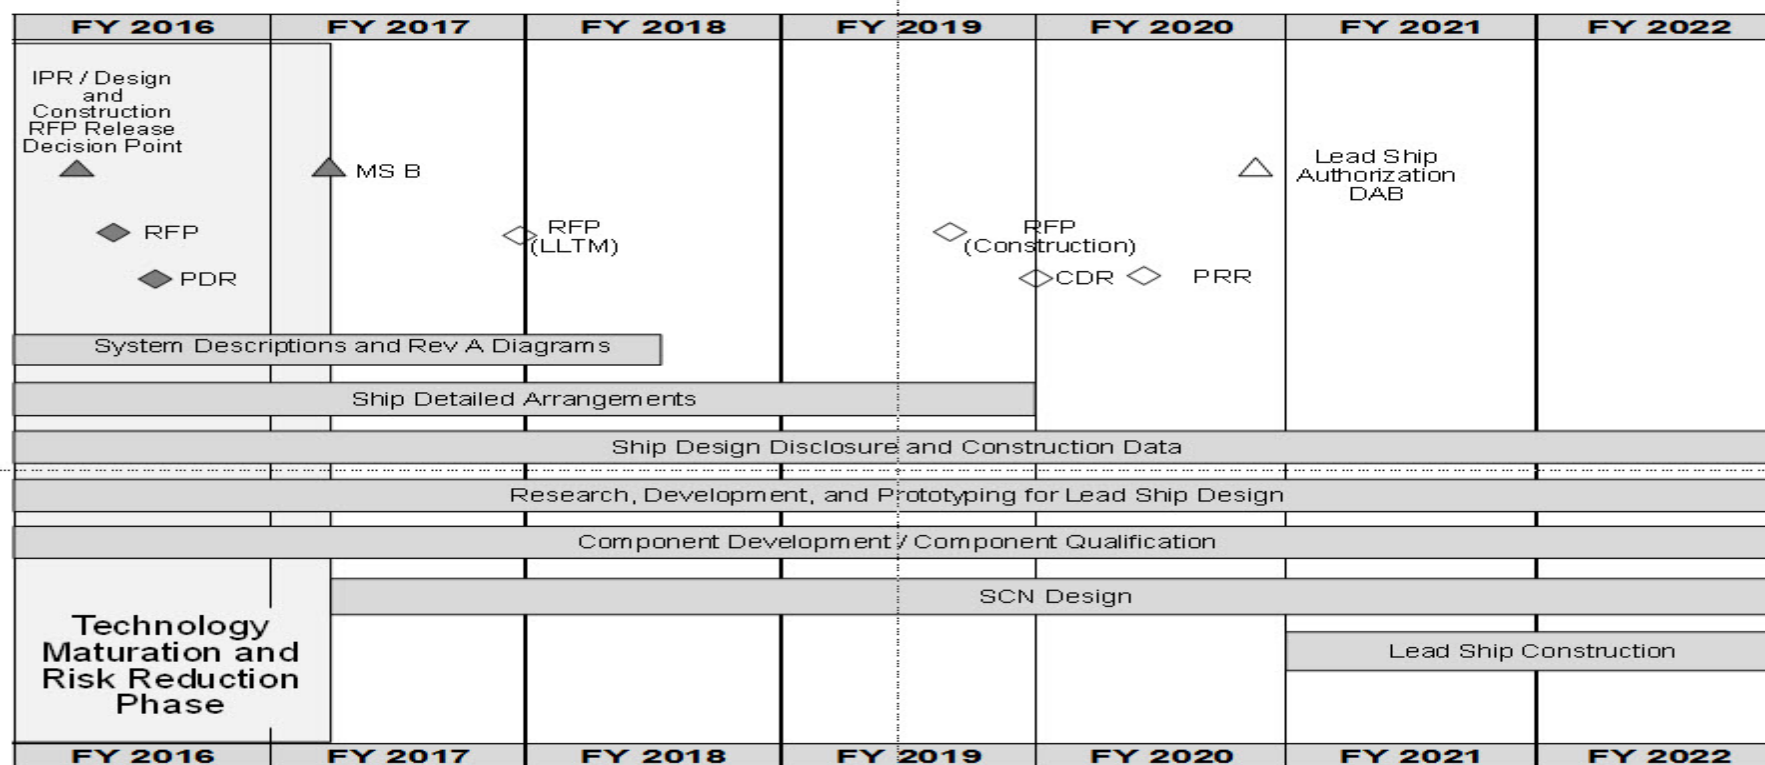 FY 2016 FY 2017 FY 2018 FY 2019 FY 2020 FY 2021 FY 2022
IPR / Design
and
Construction
RFP Release
Decision Point
MS B
Lead Ship
Authorization
DAB
RFP
RFP
(LLTM)
RFP
(Construction)
PDR
CDR
PRR
System Descriptions and Rev A Diagrams
Ship Detailed Arrangements
Ship Design Disclosure and Construction Data
Research, Development, and Prototyping for Lead Ship Design
Component Development / Component Qualification
SCN Design
Lead Ship Construction
Technology
Maturation and
Risk Reduction
Phase
FY 2016 FY 2017 FY 2018 FY 2019 FY 2020 FY 2021 FY 2022